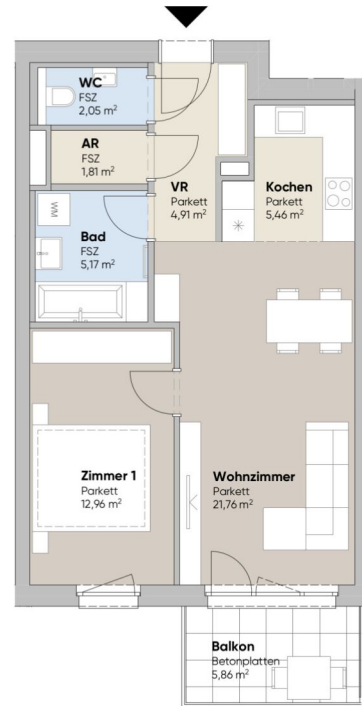 WC
FSZ
2,05 m²
AR
FSZ
1,81 m²
VR
Parkett
4,91 m²
Kochen
Parkett
5,46 m²
WM
Bad
FSZ
5,17 m²
Zimmer 1
Parkett
12,96 m²
Wohnzimmer
Parkett
21,76 m²
Balkon
Betonplatten
5,86 m²